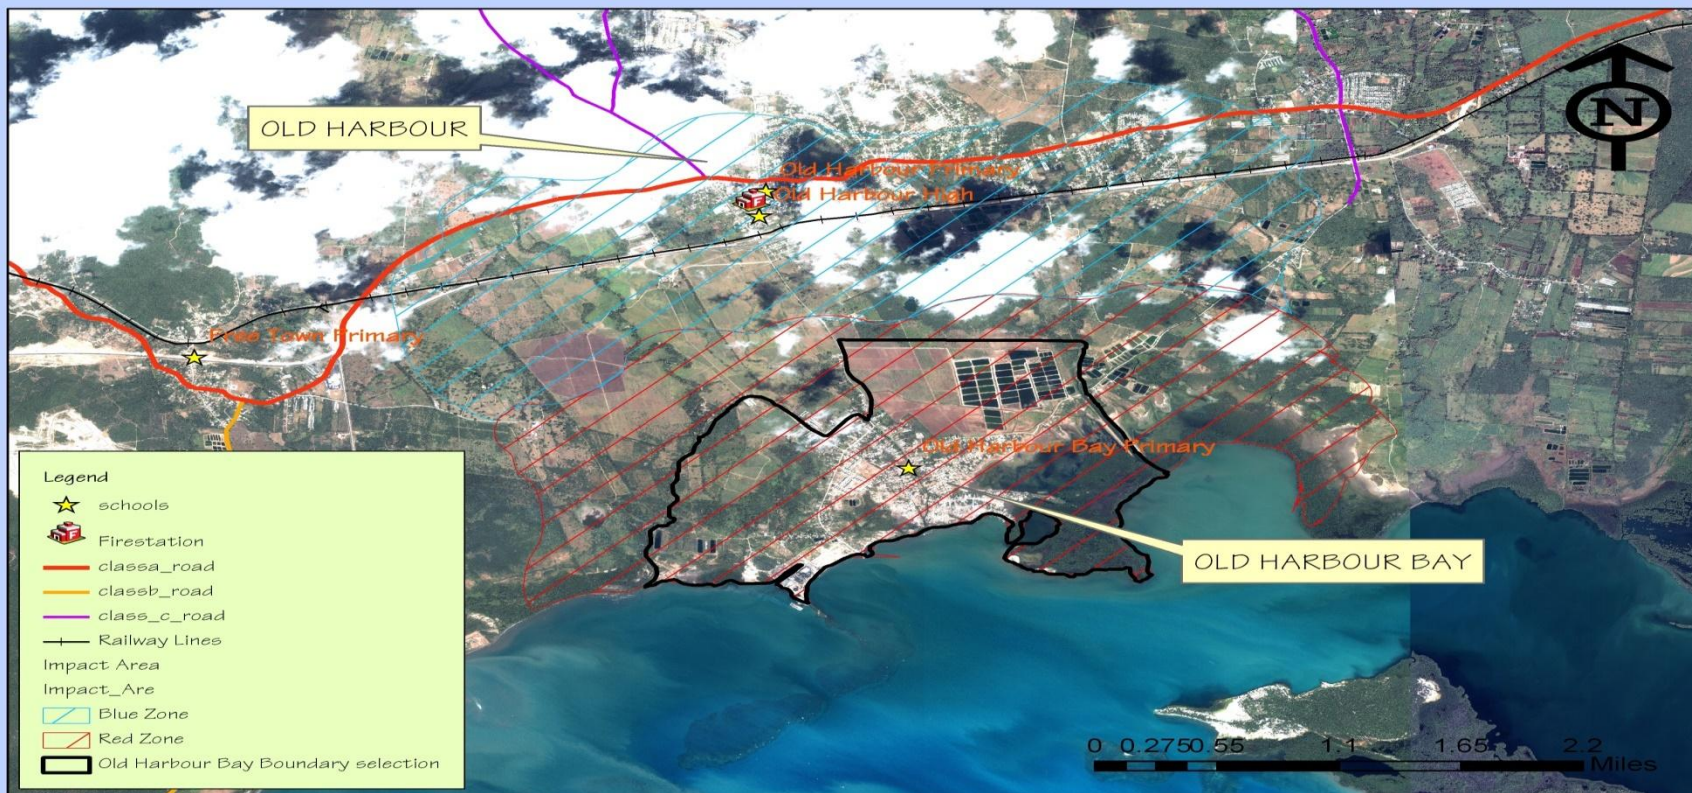 N
OLD HARBOUR
Old Harbour Primary
Old Harbour High
F
Free Town Primary
Old Harbour Bay Primary
OLD HARBOUR BAY
Legend
schools
F
Firestation
classa_road
classb_road
class_c_road
Railway Lines
Impact Area
Impact_Are
Blue Zone
Red Zone
Old Harbour Bay Boundary selection
0 0.275 0.55 1.1 1.65 2.2
Miles